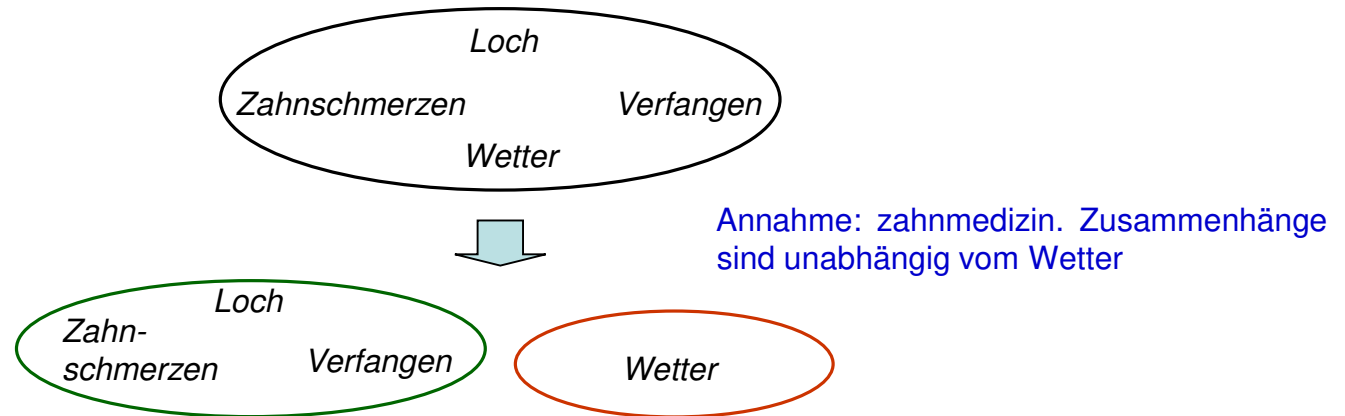 Loch
Zahnschmerzen Verfangen
Wetter
Annahme: zahnmedizin. Zusammenhänge
sind unabhängig vom Wetter
Loch
Zahn-
schmerzen
Verfangen
Wetter